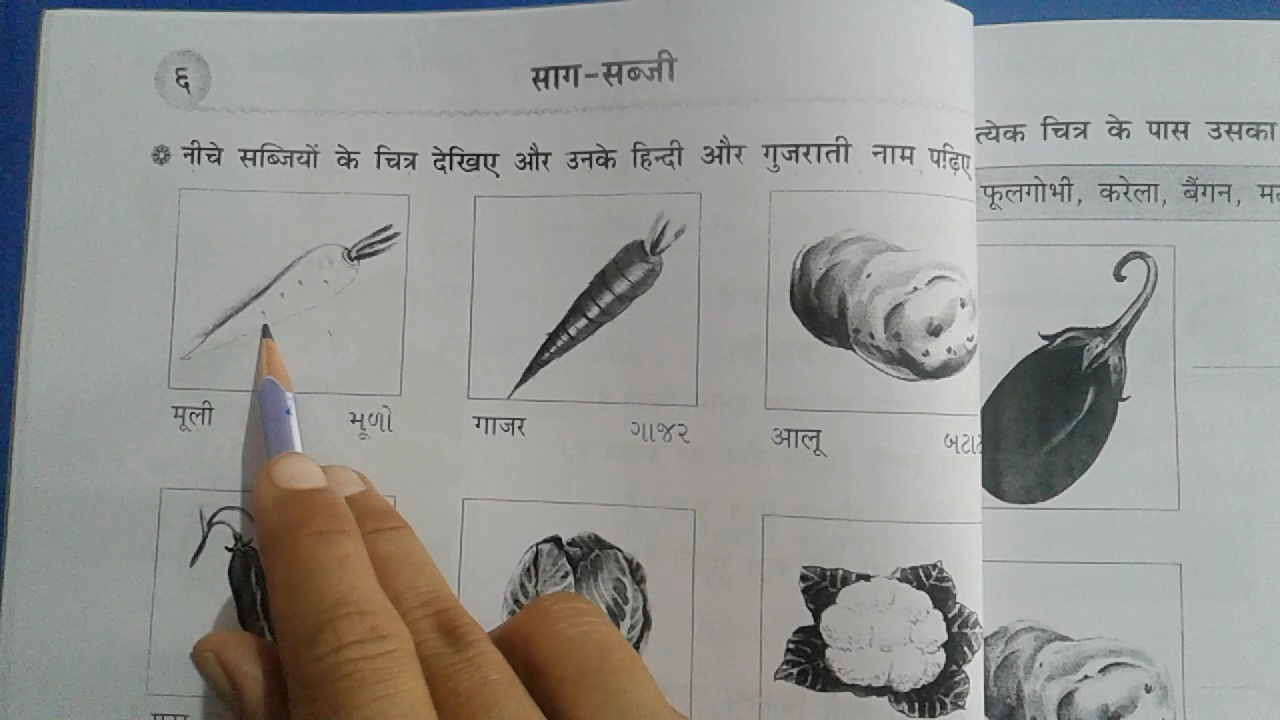 ६
साग-सब्जी
नीचे सब्जियों के चित्र देखिए और उनके हिन्दी और गुजराती नाम पढ़िए
मूली મૂળો
गाजर ગાજર
आलू
चित्र के पास उसका
फूलगोभी, करेला, बैंगन,